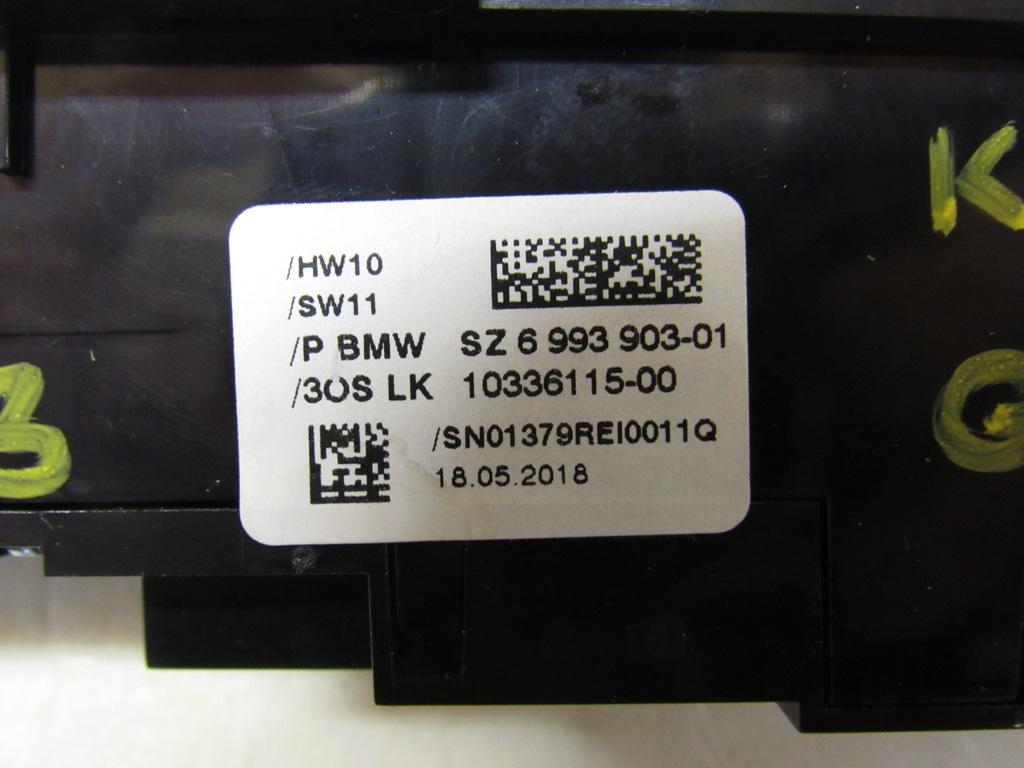 /HW10
/SW11
/P BMW SZ 6 993 903-01
/3OS LK 10336115-00
/SN01379REI0011Q
18.05.2018
K